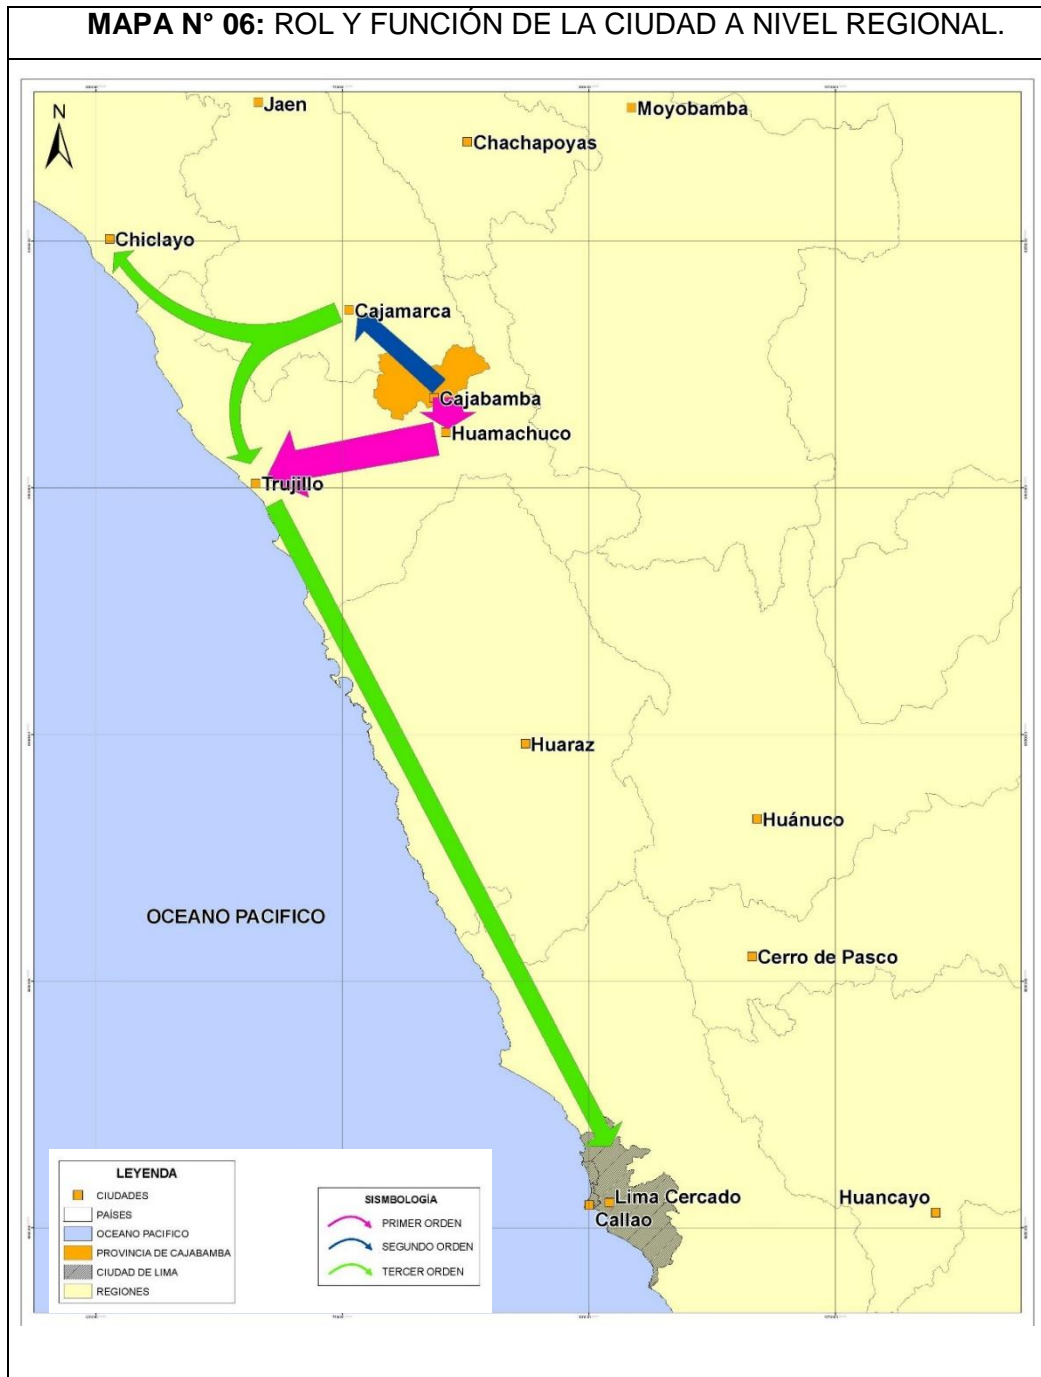 MAPA N° 06: ROL Y FUNCIÓN DE LA CIUDAD A NIVEL REGIONAL.
N
Jaen
Moyobamba
Chachapoyas
Chiclayo
Cajamarca
Cajabamba
Huamachuco
Trujillo
Huaraz
Huánuco
OCEANO PACIFICO
Cerro de Pasco
Lima Cercado
Callao
Huancayo
LEYENDA
CIUDADES
PAÍSES
OCEANO PACIFICO
PROVINCIA DE CAJABAMBA
CIUDAD DE LIMA
REGIONES
SISMBOLOGÍA
PRIMER ORDEN
SEGUNDO ORDEN
TERCER ORDEN